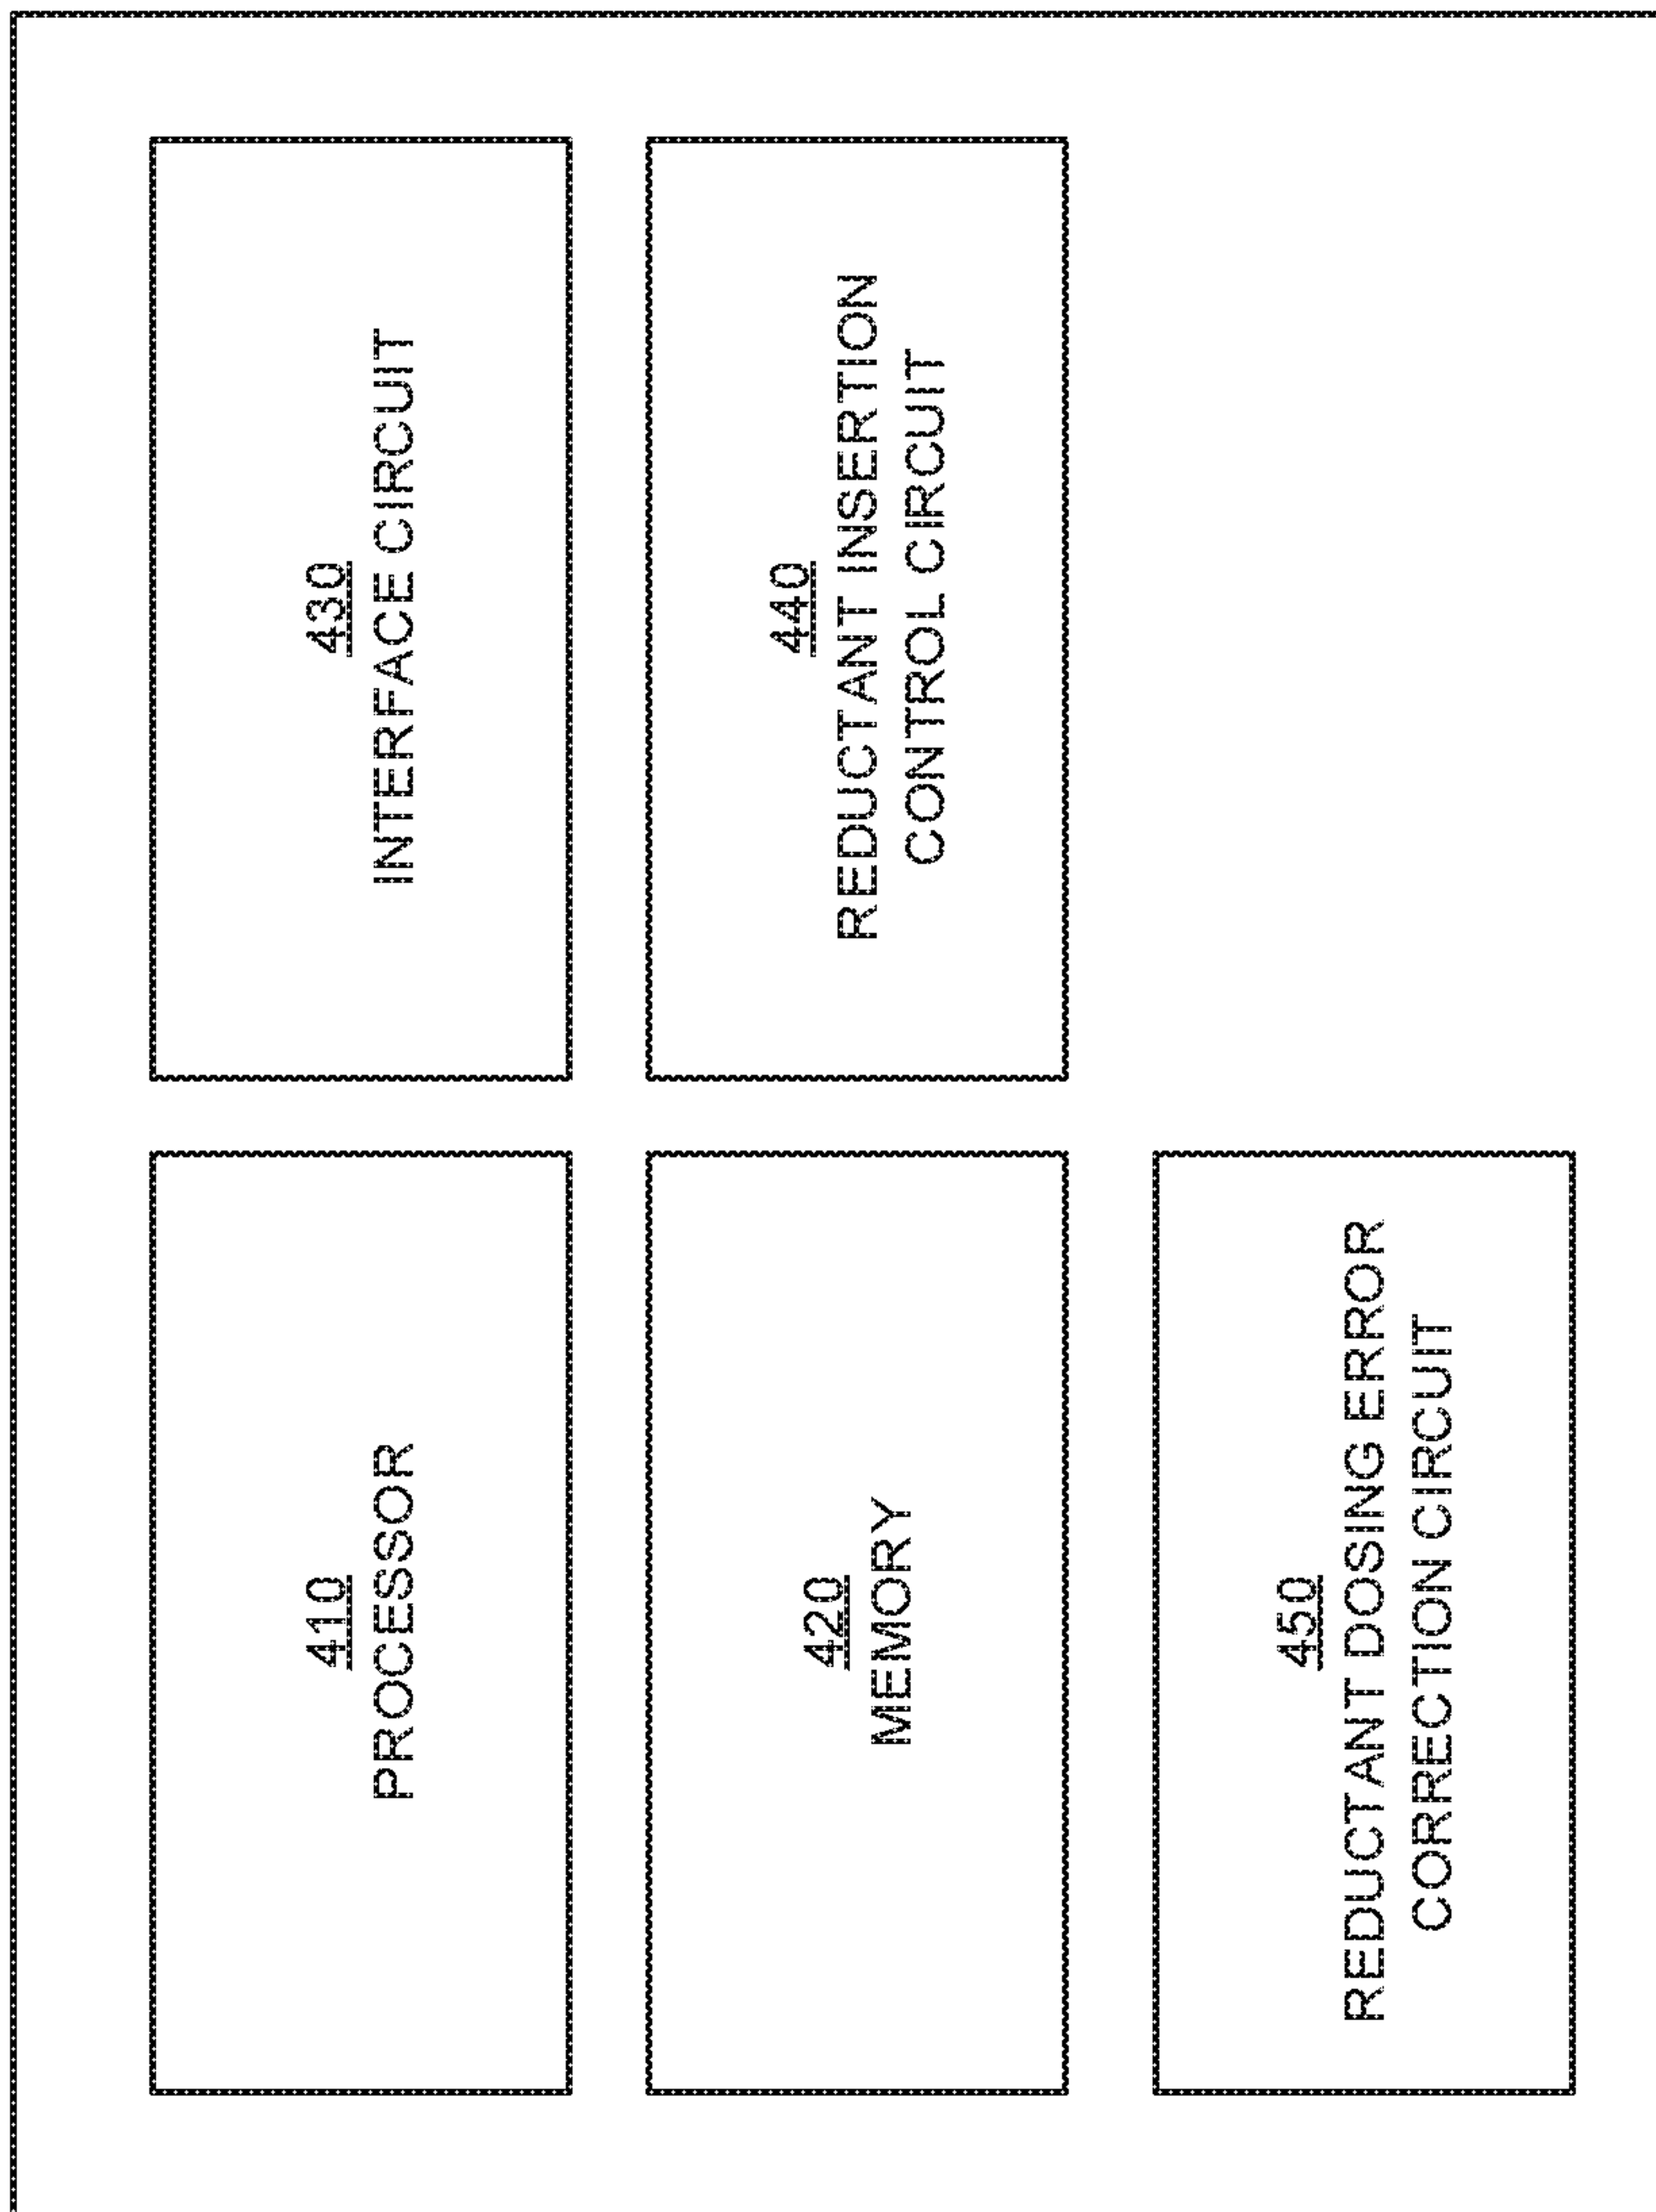 410
PROCESSOR
430
INTERFACE CIRCUIT
420
MEMORY
440
REDUCTANT INSERTION
CONTROL CIRCUIT
450
REDUCTANT DOSING ERROR
CORRECTION CIRCUIT